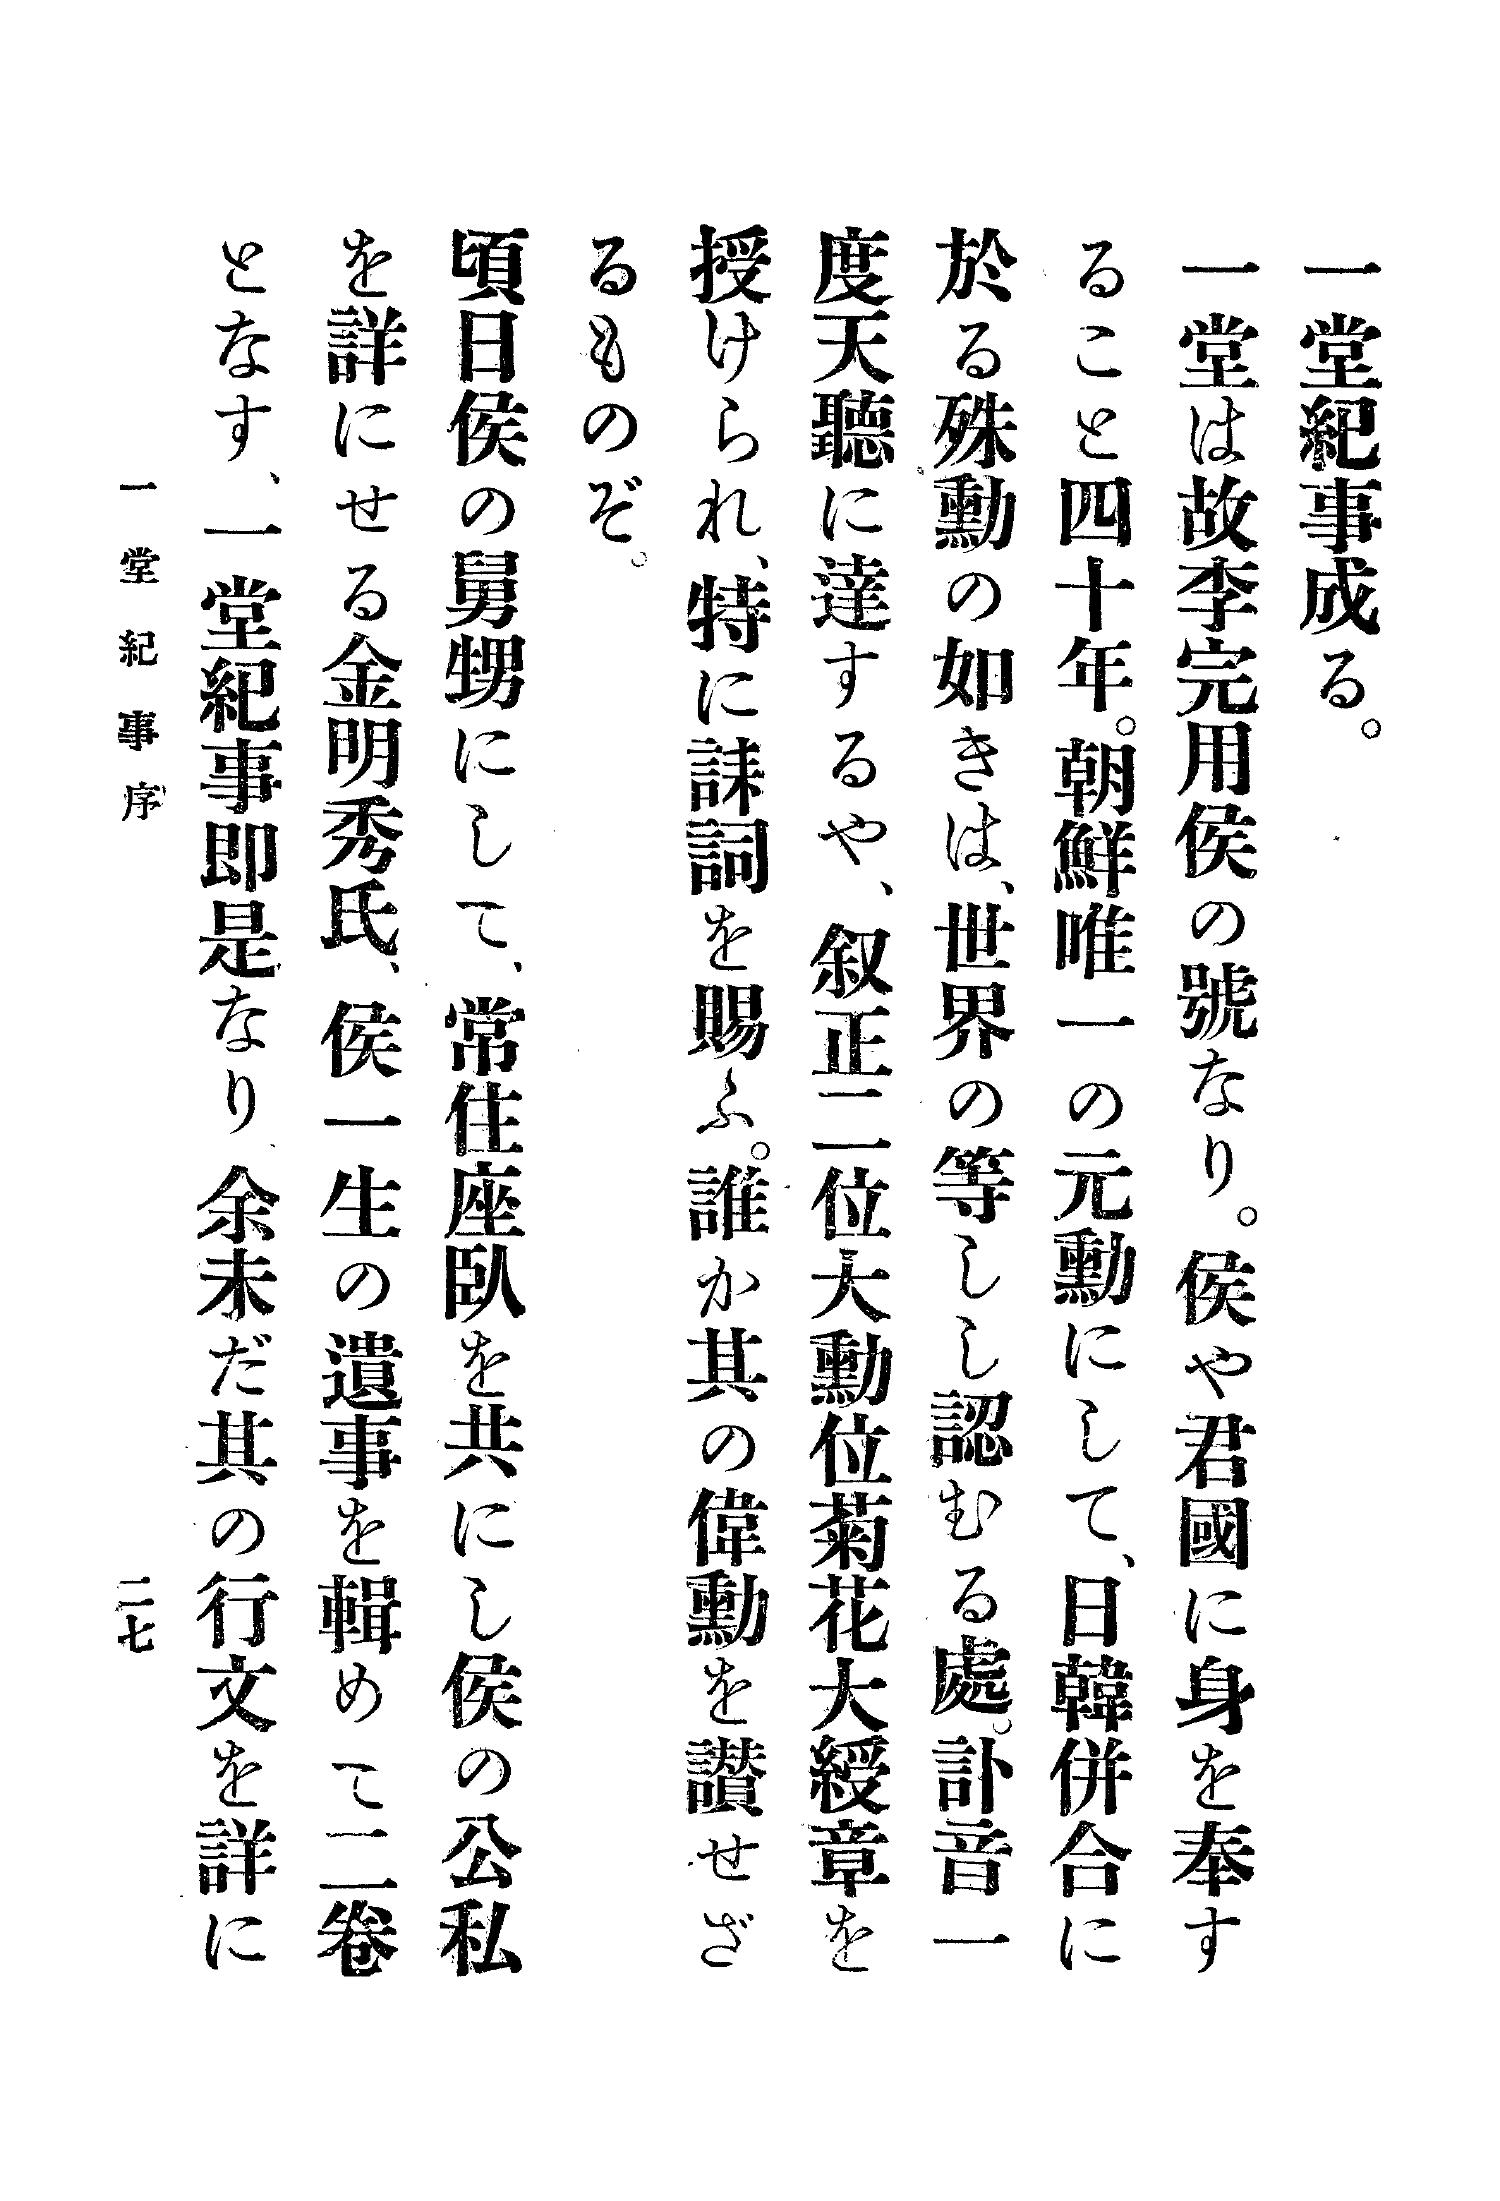 一堂紀事成る。
一堂は故李完用侯の號なり。侯や君國に身を奉す
ること四十年。朝鮮唯一の元勳にして、日韓併合に
於る殊勳の如きは、世界の等しし認むる處。訃音一
度天聽に達するや、叙正二位大勳位菊花大綬章を
授けられ、特に誄詞を賜ふ。誰か其の偉勳を讃せざ
るものぞ。
頃日侯の舅甥にして、常住座臥を共にし侯の公私
を詳にせる金明秀氏、侯一生の遺事を輯めて二卷
となす、一堂紀事即是なり、余未だ其の行文を詳に
一堂紀事序
二七